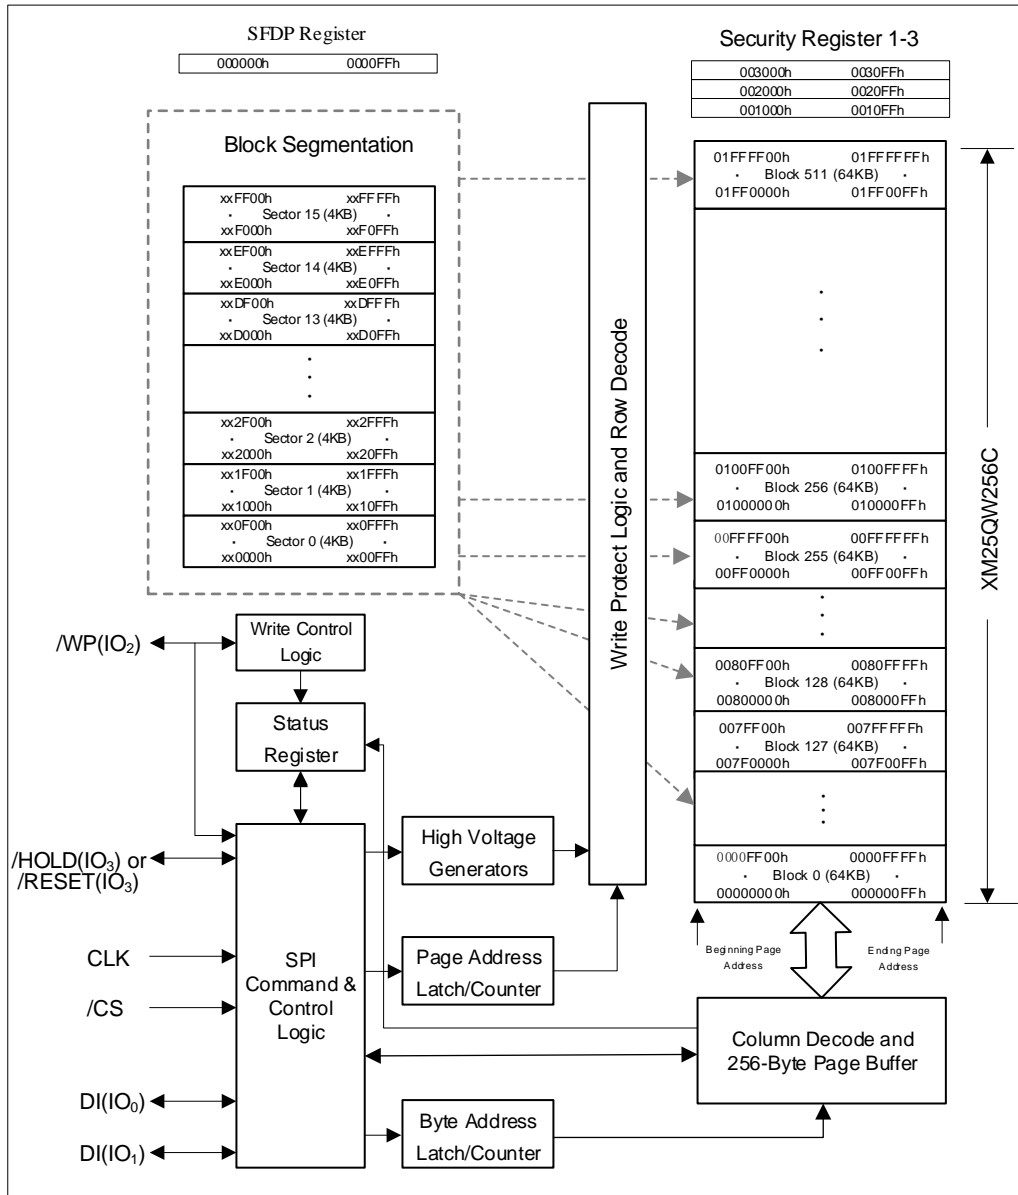 SFDP Register
000000h 0000FFh
Security Register 1-3
003000h 0030FFh
002000h 0020FFh
001000h 0010FFh
Block Segmentation
xxFF00h xxFFFFh
· Sector 15 (4KB) ·
xxF000h xxF0FFh
xxEF00h xxEFFFh
· Sector 14 (4KB) ·
xxE000h xxE0FFh
xxDF00h xxDFFFh
· Sector 13 (4KB) ·
xxD000h xxD0FFh
xx2F00h xx2FFFh
· Sector 2 (4KB) ·
xx2000h xx20FFh
xx1F00h xx1FFFh
· Sector 1 (4KB) ·
xx1000h xx10FFh
xx0F00h xx0FFFh
· Sector 0 (4KB) ·
xx0000h xx00FFh
Write Protect Logic and Row Decode
01FFFF00h 01FFFFFFh
· Block 511 (64KB) ·
01FF0000h 01FF00FFh
0100FF00h 0100FFFFh
· Block 256 (64KB) ·
01000000h 010000FFh
00FFFF00h 00FFFFFFh
· Block 255 (64KB) ·
00FF0000h 00FF00FFh
0080FF00h 0080FFFFh
· Block 128 (64KB) ·
00800000h 008000FFh
007FFF00h 007FFFFFh
· Block 127 (64KB) ·
007F0000h 007F00FFh
0000FF00h 0000FFFFh
· Block 0 (64KB) ·
00000000h 000000FFh
XM25QW256C
Beginning Page
Address
Ending Page
Address
/WP(IO2)
Write Control
Logic
Status
Register
/HOLD(IO3) or
/RESET(IO3)
CLK
/CS
DI(IO0)
DI(IO1)
SPI
Command &
Control
Logic
High Voltage
Generators
Page Address
Latch/Counter
Byte Address
Latch/Counter
Column Decode and
256-Byte Page Buffer